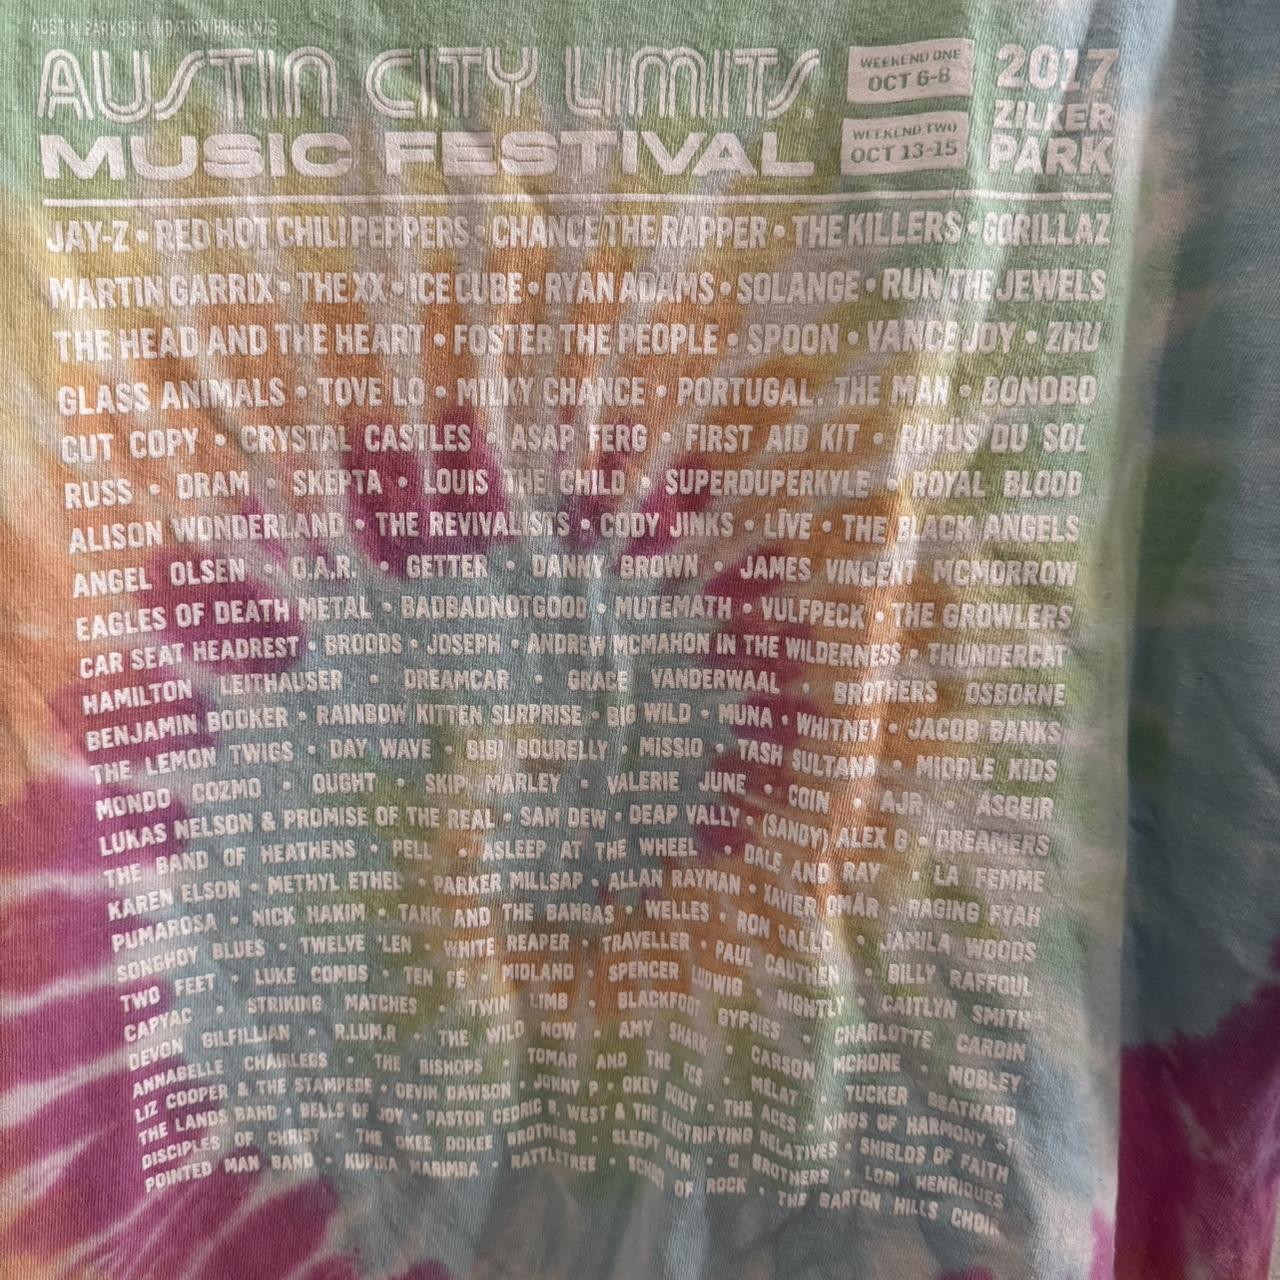 AUSTIN PARKS FOUNDATION PRESENTS
AUSTIN CITY LIMITS
MUSIC FESTIVAL
WEEKEND ONE
OCT 6-8
WEEKEND TWO
OCT 13-15
2017
ZILKER
PARK
JAY-Z • RED HOT CHILI PEPPERS • CHANCE THE RAPPER • THE KILLERS • GORILLAZ
MARTIN GARRIX • THE XX • ICE CUBE • RYAN ADAMS • SOLANGE • RUN THE JEWELS
THE HEAD AND THE HEART • FOSTER THE PEOPLE • SPOON • VANCE JOY • ZHU
GLASS ANIMALS • TOVE LO • MILKY CHANCE • PORTUGAL. THE MAN • BONOBO
CUT COPY • CRYSTAL CASTLES • ASAP FERG • FIRST AID KIT • RÜFÜS DU SOL
RUSS • DRAM • SKEPTA • LOUIS THE CHILD • SUPERDUPERKYLE • ROYAL BLOOD
ALISON WONDERLAND • THE REVIVALISTS • CODY JINKS • LĪVE • THE BLACK ANGELS
ANGEL OLSEN • O.A.R. • GETTER • DANNY BROWN • JAMES VINCENT MCMORROW
EAGLES OF DEATH METAL • BADBADNOTGOOD • MUTEMATH • VULFPECK • THE GROWLERS
CAR SEAT HEADREST • BROODS • JOSEPH • ANDREW MCMAHON IN THE WILDERNESS • THUNDERCAT
HAMILTON LEITHAUSER • DREAMCAR • GRACE VANDERWAAL • BROTHERS OSBORNE
BENJAMIN BOOKER • RAINBOW KITTEN SURPRISE • BIG WILD • MUNA • WHITNEY • JACOB BANKS
THE LEMON TWIGS • DAY WAVE • BIBI BOURELLY • MISSIO • TASH SULTANA • MIDDLE KIDS
MONDO COZMO • OUGHT • SKIP MARLEY • VALERIE JUNE • COIN • AJR • ÁSGEIR
LUKAS NELSON & PROMISE OF THE REAL • SAM DEW • DEAP VALLY • (SANDY) ALEX G • DREAMERS
THE BAND OF HEATHENS • PELL • ASLEEP AT THE WHEEL • DALE AND RAY • LA FEMME
KAREN ELSON • METHYL ETHEL • PARKER MILLSAP • ALLAN RAYMAN • XAVIER OMÄR • RAGING FYAH
PUMAROSA • NICK HAKIM • TANK AND THE BANGAS • WELLES • RON GALLO • JAMILA WOODS
SONGHOY BLUES • TWELVE 'LEN • WHITE REAPER • TRAVELLER • PAUL CAUTHEN • BILLY RAFFOUL
TWO FEET • LUKE COMBS • TEN FÉ • MIDLAND • SPENCER LUDWIG • NIGHTLY • CAITLYN SMITH
CAPYAC • STRIKING MATCHES • TWIN LIMB • BLACKFOOT GYPSIES • CHARLOTTE CARDIN
DEVON GILFILLIAN • R.LUM.R • THE WILD NOW • AMY SHARK • CARSON MCHONE • MOBLEY
ANNABELLE CHAIRLEGS • THE BISHOPS • TOMAR AND THE FCS • MÉLAT • TUCKER BEATHARD
LIZ COOPER & THE STAMPEDE • DEVIN DAWSON • JONNY P • OKEY DOKEY • THE ACES • KINGS OF HARMONY
THE LANDS BAND • BELLS OF JOY • PASTOR CEDRIC R. WEST & THE ELECTRIFYING RELATIVES • SHIELDS OF FAITH
DISCIPLES OF CHRIST • THE OKEE DOKEE BROTHERS • SLEEPY MAN • Q BROTHERS • LORI HENRIQUES
POINTED MAN BAND • KUPIRA MARIMBA • RATTLETREE • SCHOOL OF ROCK • THE BARTON HILLS CHOIR